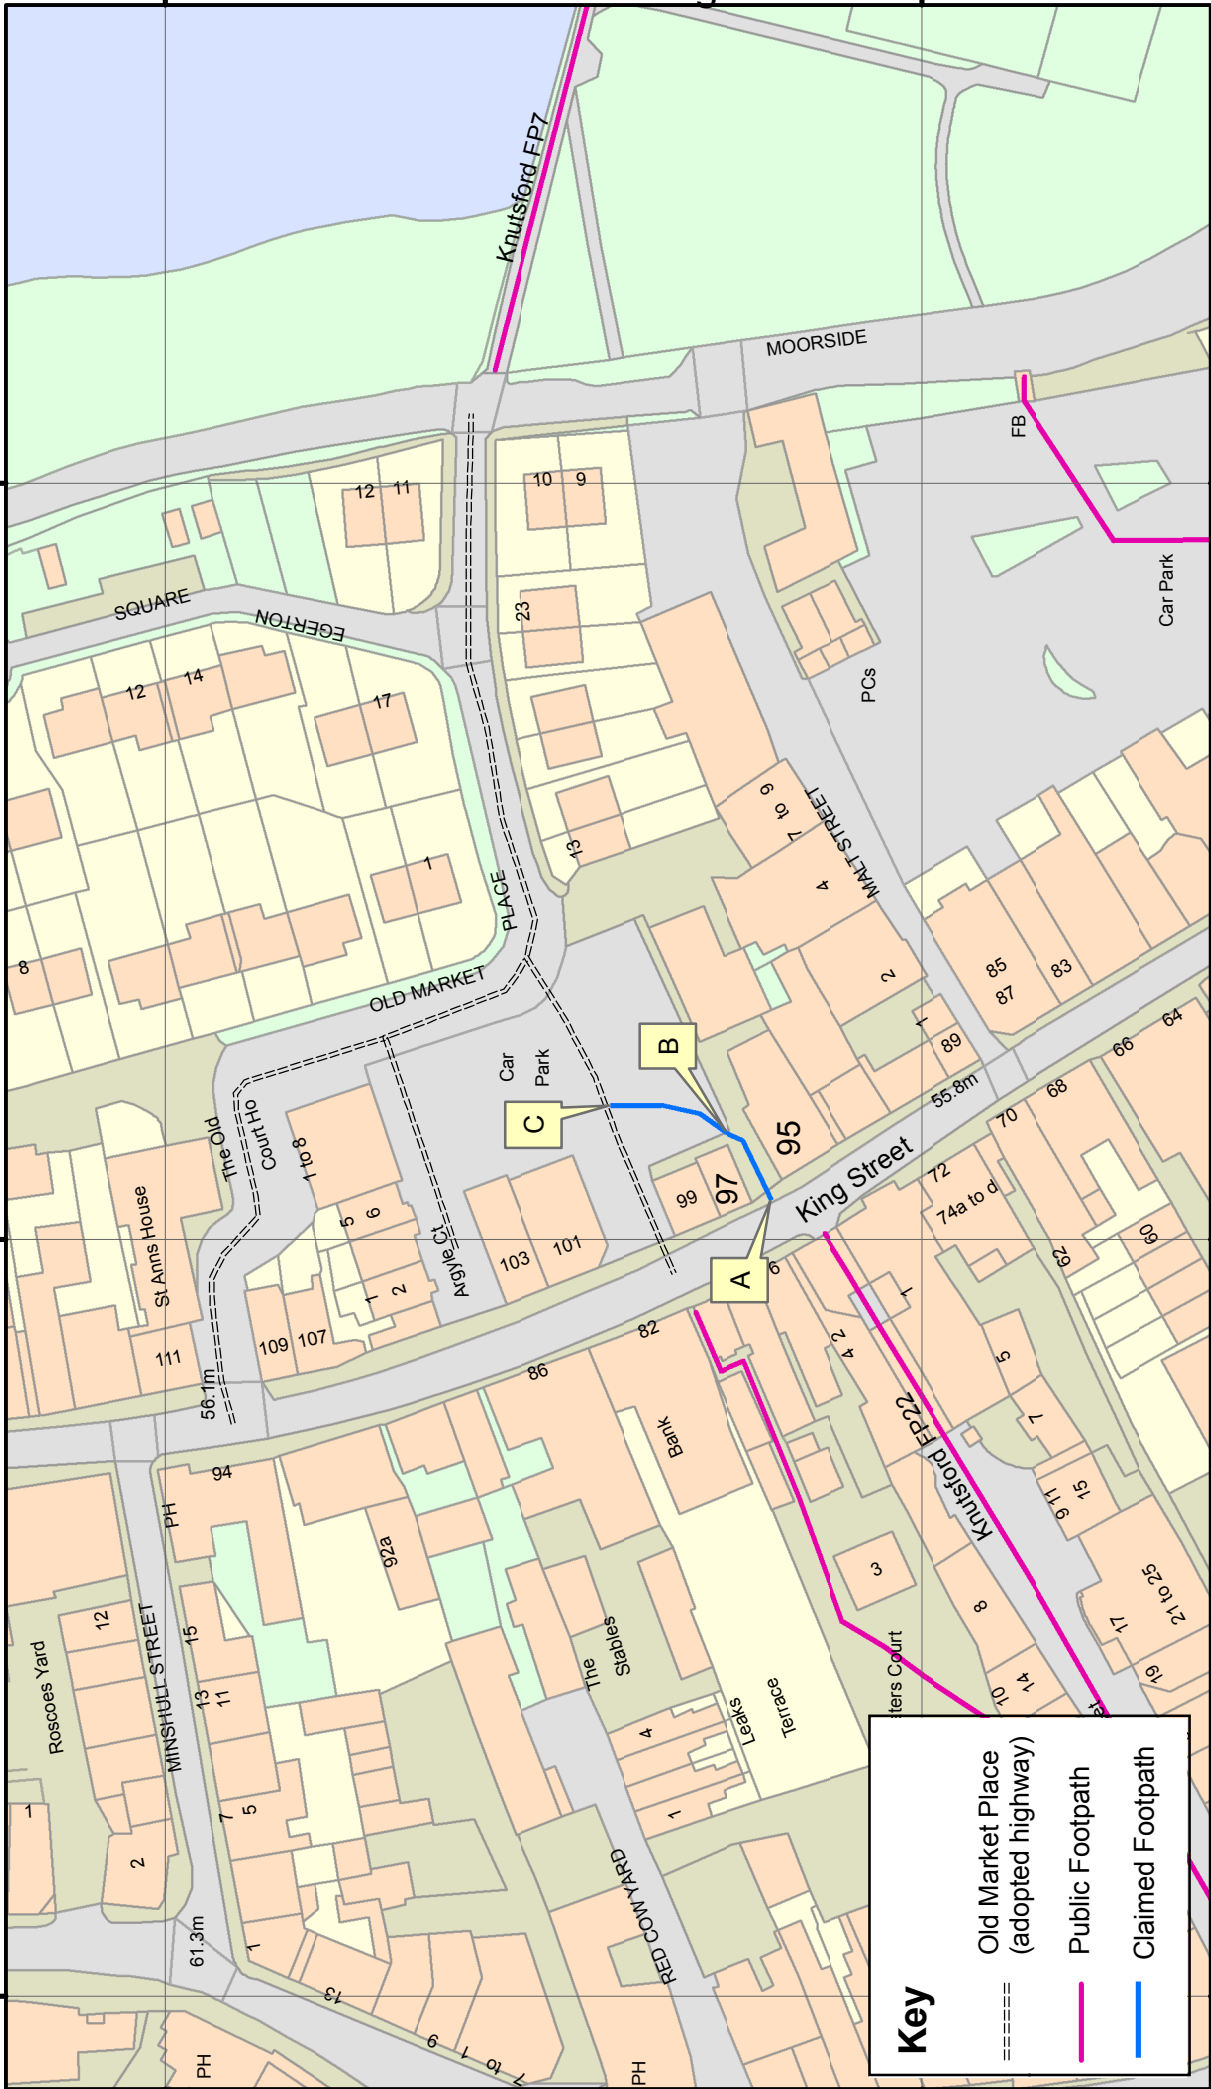 Knutsford FP7
MOORSIDE
FB
Car Park
PCs
SQUARE
EGERTON
12
11
10
9
23
12
14
17
1
8
13
OLD MARKET
PLACE
7 to 9
4
MALT STREET
2
1
89
85
87
83
Car
Park
B
C
A
The Old
Court Ho
1 to 8
St Anns House
5
6
1
2
Argyle Ct
103
101
99
97
95
King Street
55.8m
64
66
68
70
72
74a to d
62
60
111
109
107
56.1m
82
86
6
4 2
1
5
7
Bank
94
PH
92a
Knutsford FP22
9 11
15
17
19
21 to 25
3
8
10
14
ters Court
et
The
Stables
Leaks
Terrace
4
1
RED COW YARD
MINSHULL STREET
Roscoes Yard
12
15
13
11
7
5
1
2
61.3m
1
13
9
7 to 1
PH
PH
Key
Old Market Place
(adopted highway)
Public Footpath
Claimed Footpath